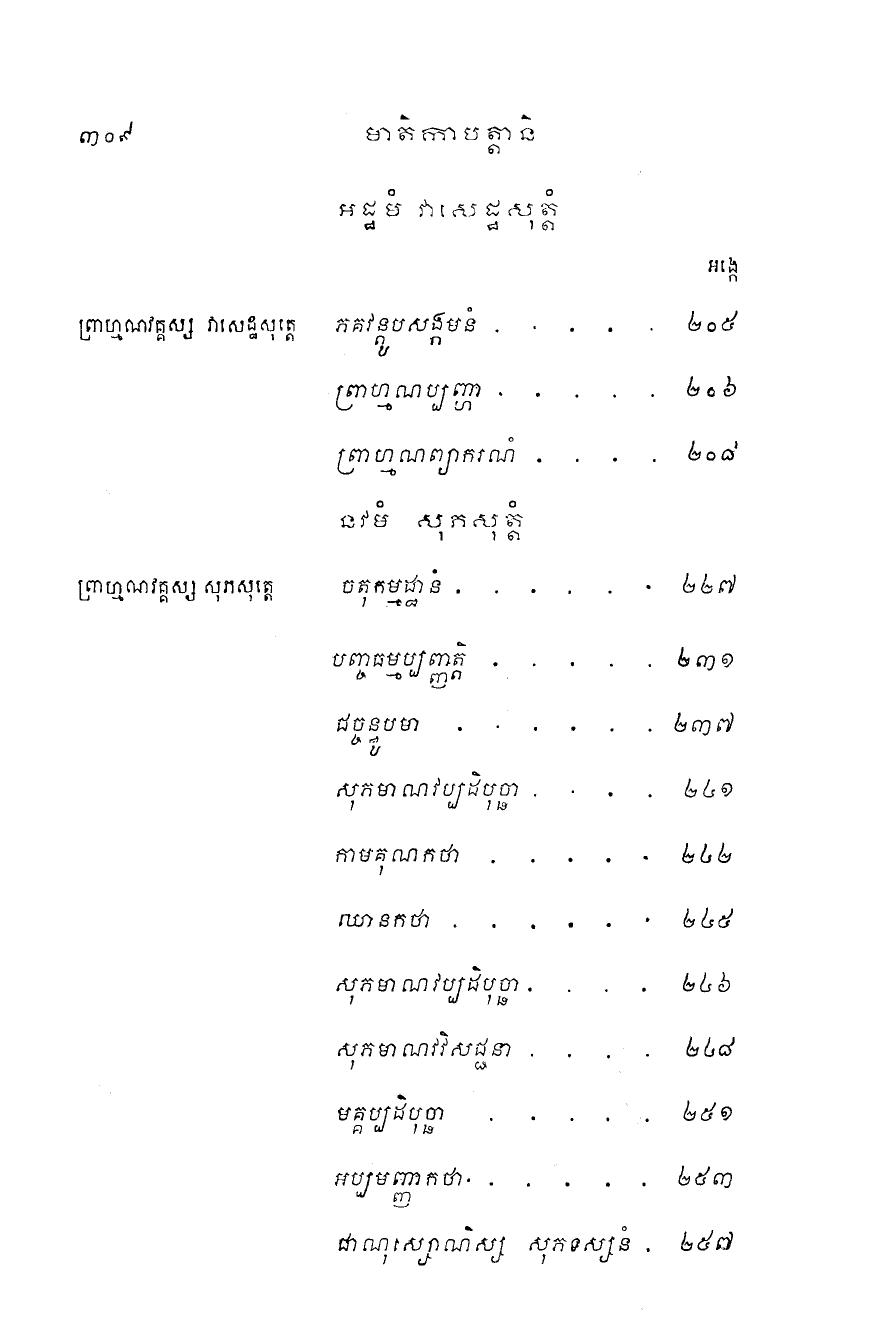 ៣០៩ មាតិកាបត្តានិ
អដ្ឋមំ វាសេដ្ឋសុត្តំ
អង្កេ
ព្រាហ្មណវគ្គស្ស វាសេដ្ឋសុត្តេ ភគវន្តូបសង្កមនំ . . . . . ២០៥
ព្រាហ្មណប្បញ្ហា . . . . . ២០៦
ព្រាហ្មណព្យាករណំ . . . . ២០៨
នវមំ សុភសុត្តំ
ព្រាហ្មណវគ្គស្ស សុភសុត្តេ ចតុកម្មដ្ឋានំ . . . . . . ២២៧
បញ្ចធម្មប្បញ្ញត្តិ . . . . . ២៣១
ជច្ចន្ធូបមា . . . . . . ២៣៧
សុភមាណវប្បដិបុច្ឆា . . . . ២៤១
កាមគុណកថា . . . . . ២៤២
ឈានកថា . . . . . . ២៤៥
សុភមាណវប្បដិបុច្ឆា . . . . ២៤៦
សុភមាណវវិសជ្ជនា . . . . ២៤៨
មគ្គប្បដិបុច្ឆា . . . . . ២៥១
អប្បមញ្ញាកថា . . . . . . ២៥៣
ជាណុស្សោណិស្ស សុភទស្សនំ . ២៥៧